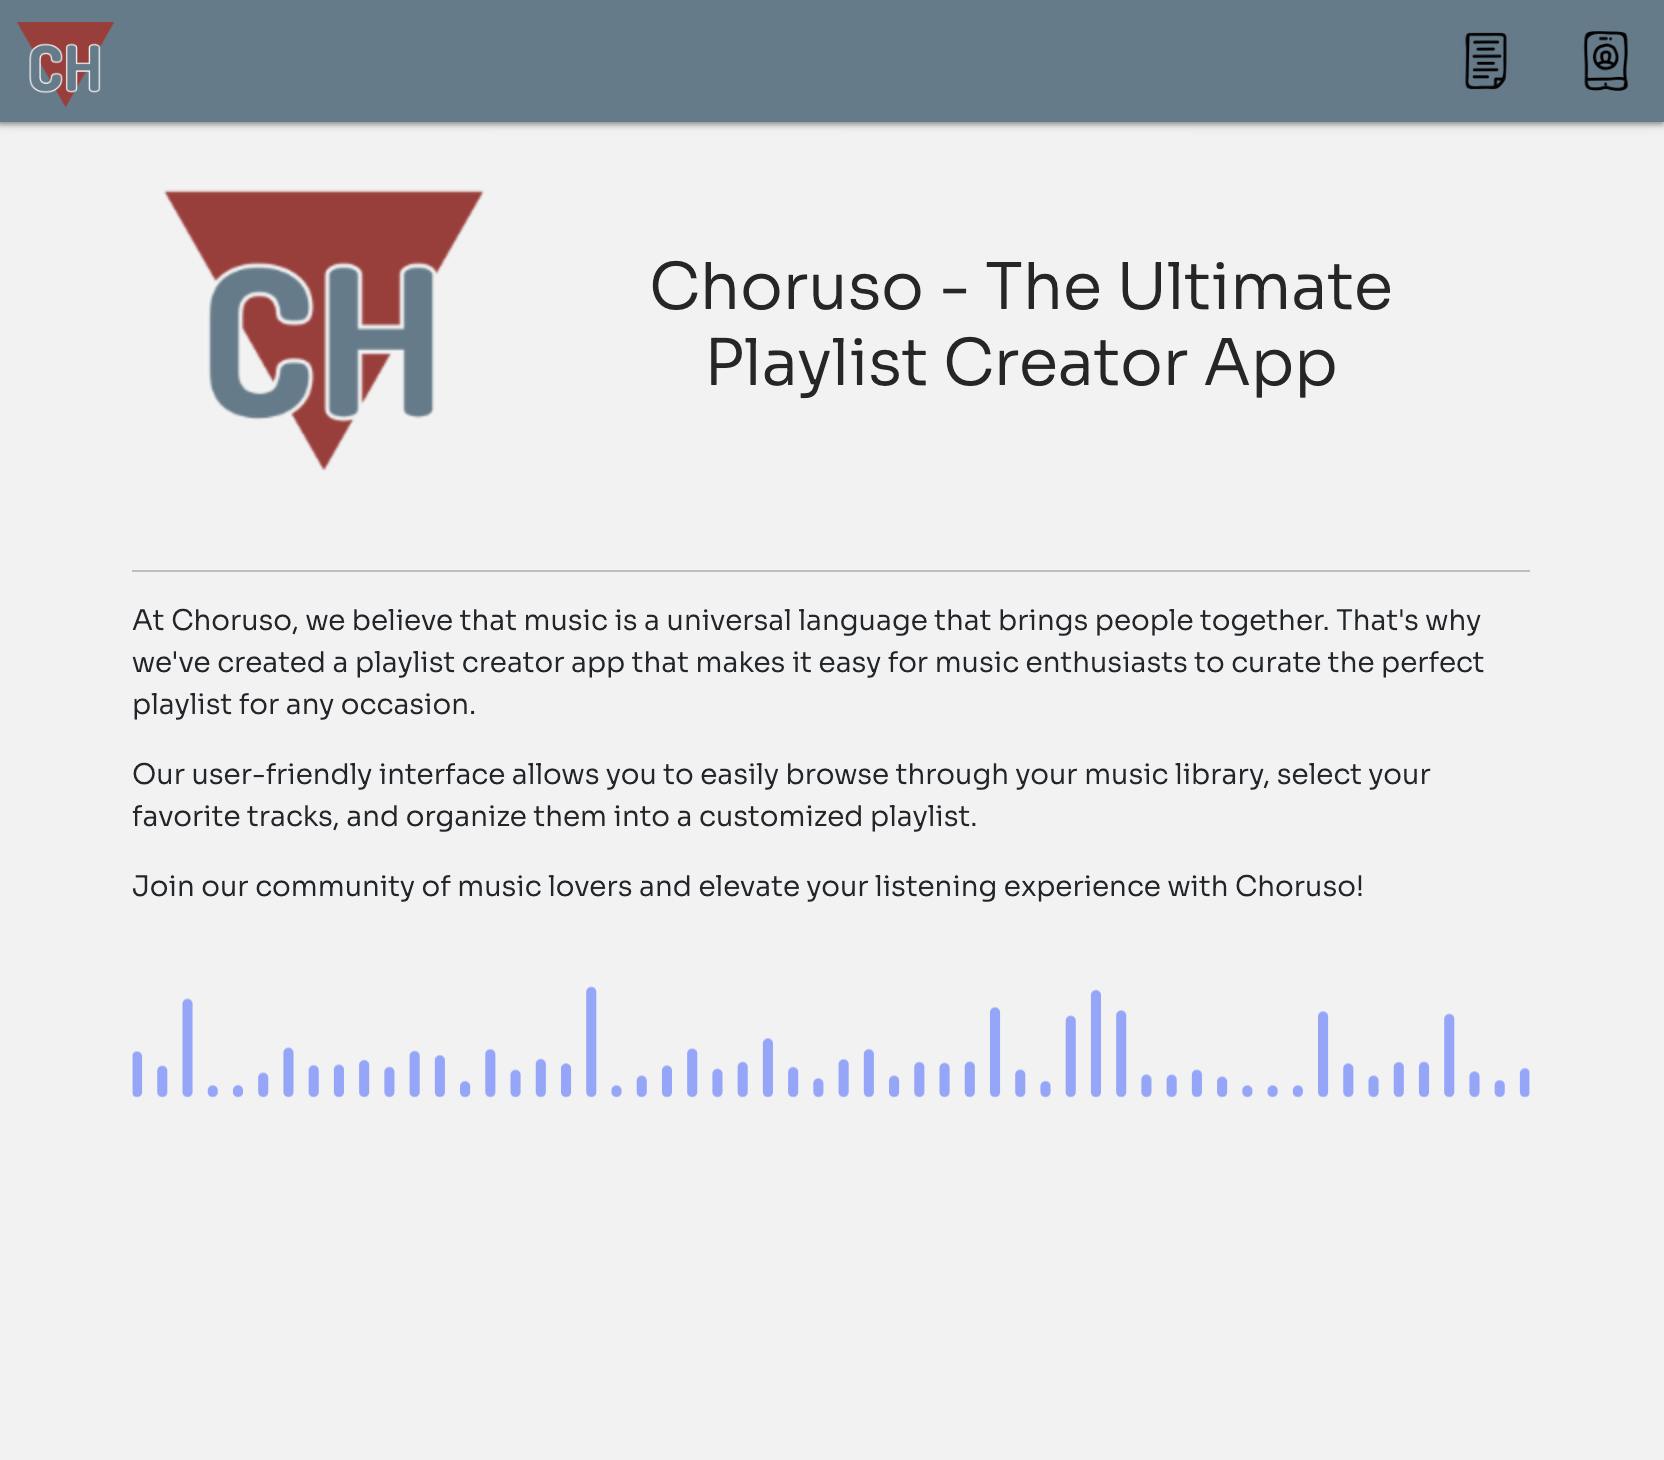 CH
CH
Choruso - The Ultimate
Playlist Creator App
At Choruso, we believe that music is a universal language that brings people together. That's why
we've created a playlist creator app that makes it easy for music enthusiasts to curate the perfect
playlist for any occasion.
Our user-friendly interface allows you to easily browse through your music library, select your
favorite tracks, and organize them into a customized playlist.
Join our community of music lovers and elevate your listening experience with Choruso!